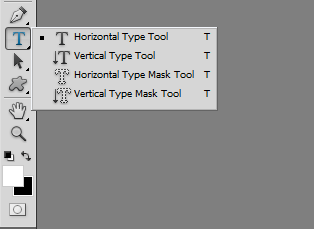 Horizontal Type Tool T
Vertical Type Tool T
Horizontal Type Mask Tool T
Vertical Type Mask Tool T